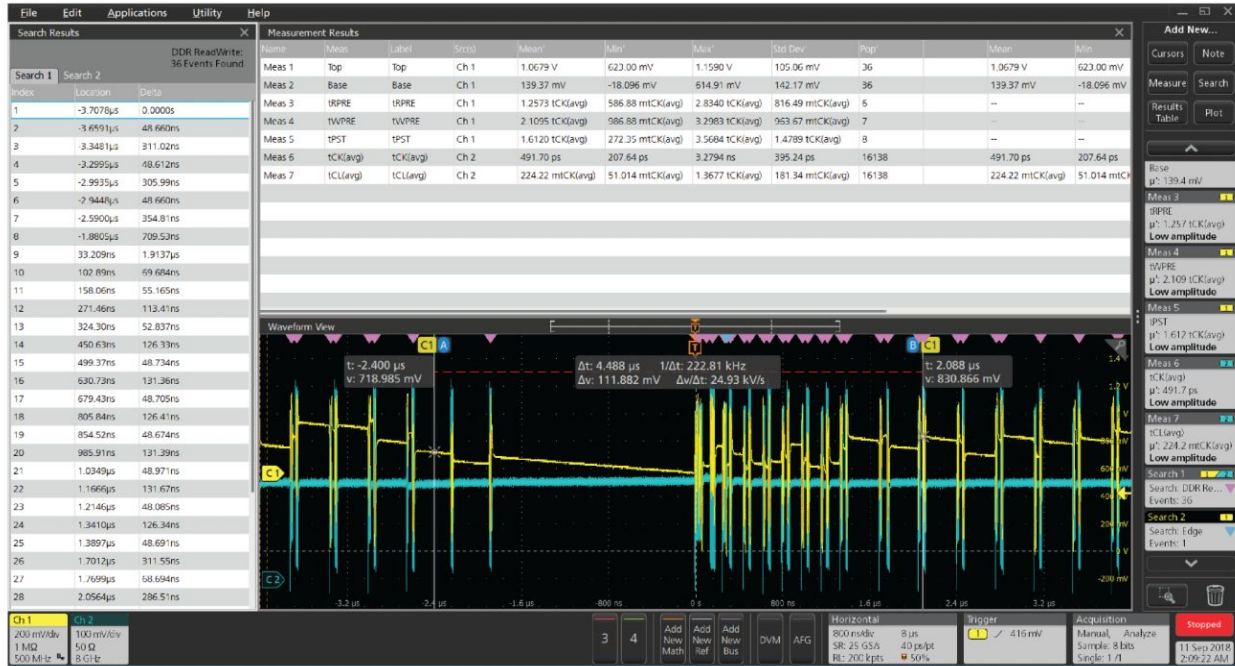 File Edit Applications Utility Help
Search Results
DDR ReadWrite:
36 Events Found
Search 1 Search 2
Index Location Delta
1 -3.7078µs 0.0000s
2 -3.6591µs 48.660ns
3 -3.3481µs 311.02ns
4 -3.2995µs 48.612ns
5 -2.9935µs 305.99ns
6 -2.9448µs 48.660ns
7 -2.5900µs 354.81ns
8 -1.8805µs 709.53ns
9 33.209ns 1.9137µs
10 102.89ns 69.684ns
11 158.06ns 55.165ns
12 271.46ns 113.41ns
13 324.30ns 52.837ns
14 450.63ns 126.33ns
15 499.37ns 48.734ns
16 630.73ns 131.36ns
17 679.43ns 48.705ns
18 805.84ns 126.41ns
19 854.52ns 48.674ns
20 985.91ns 131.39ns
21 1.0349µs 48.971ns
22 1.1666µs 131.67ns
23 1.2146µs 48.085ns
24 1.3410µs 126.34ns
25 1.3897µs 48.691ns
26 1.7012µs 311.55ns
27 1.7699µs 68.694ns
28 2.0564µs 286.51ns
Measurement Results
Name Meas Label Src(s) Mean' Min' Max' Std Dev' Pop' Mean Min
Meas 1 Top Top Ch 1 1.0679 V 623.00 mV 1.1590 V 105.06 mV 36 1.0679 V 623.00 mV
Meas 2 Base Base Ch 1 139.37 mV -18.096 mV 614.91 mV 142.17 mV 36 139.37 mV -18.096 mV
Meas 3 tRPRE tRPRE Ch 1 1.2573 tCK(avg) 586.88 mtCK(avg) 2.8340 tCK(avg) 816.49 mtCK(avg) 6 -- --
Meas 4 tWPRE tWPRE Ch 1 2.1095 tCK(avg) 986.88 mtCK(avg) 3.2983 tCK(avg) 963.67 mtCK(avg) 7 -- --
Meas 5 tPST tPST Ch 1 1.6120 tCK(avg) 272.35 mtCK(avg) 3.5684 tCK(avg) 1.4789 tCK(avg) 8 -- --
Meas 6 tCK(avg) tCK(avg) Ch 2 491.70 ps 207.64 ps 3.2794 ns 395.24 ps 16138 491.70 ps 207.64 ps
Meas 7 tCL(avg) tCL(avg) Ch 2 224.22 mtCK(avg) 51.014 mtCK(avg) 1.3677 tCK(avg) 181.34 mtCK(avg) 16138 224.22 mtCK(avg) 51.014 mtCK
Waveform View
T
C1 A
B C1
T
t: -2.400 µs
v: 718.985 mV
Δt: 4.488 µs 1/Δt: 222.81 kHz
Δv: 111.882 mV Δv/Δt: 24.93 kV/s
t: 2.088 µs
v: 830.866 mV
1.4
1.2 V
V
800 mV
600 mV
400
200 mV
0 V
-200 mV
C1
C2
-3.2 µs -2.4 µs -1.6 µs -800 ns 0 s 800 ns 1.6 µs 2.4 µs 3.2 µs
Add New...
Cursors Note
Measure Search
Results Table Plot
Base
µ': 139.4 mV
Meas 3 1
tRPRE
µ': 1.257 tCK(avg)
Low amplitude
Meas 4 1
tWPRE
µ': 2.109 tCK(avg)
Low amplitude
Meas 5 1
tPST
µ': 1.612 tCK(avg)
Low amplitude
Meas 6 2
tCK(avg)
µ': 491.7 ps
Low amplitude
Meas 7 2
tCL(avg)
µ': 224.2 mtCK(avg)
Low amplitude
Search 1
Search: DDR Re...
Events: 36
Search 2 1
Search: Edge
Events: 1
Ch 1
200 mV/div
1 MΩ
500 MHz
Ch 2
100 mV/div
50 Ω
8 GHz
3 4
Add New Math
Add New Ref
Add New Bus
DVM AFG
Horizontal
800 ns/div 8 µs
SR: 25 GS/s 40 ps/pt
RL: 200 kpts 50%
Trigger
1 416 mV
Acquisition
Manual, Analyze
Sample: 8 bits
Single: 1 /1
Stopped
11 Sep 2018
2:09:22 AM